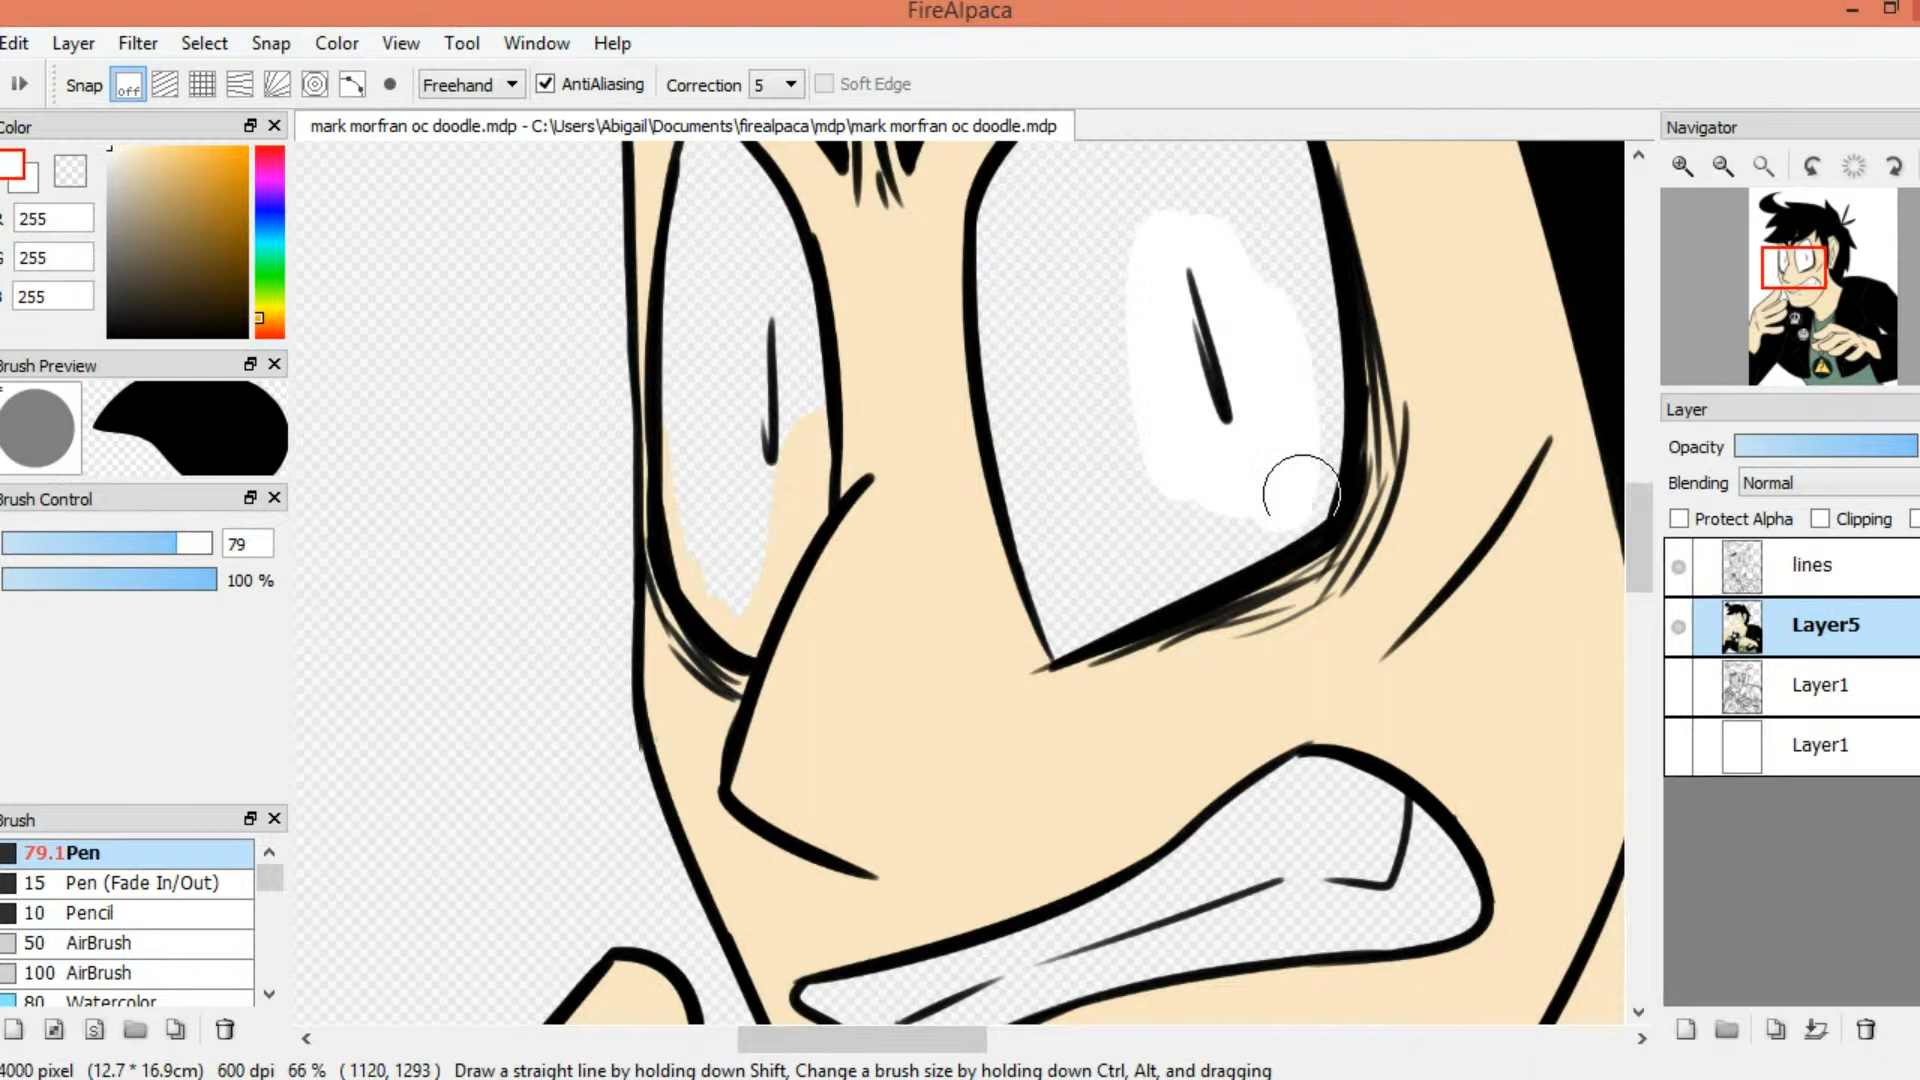 FireAlpaca
Edit Layer Filter Select Snap Color View Tool Window Help
Snap off Freehand AntiAliasing Correction 5 Soft Edge
Color
mark morfran oc doodle.mdp - C:\Users\Abigail\Documents\firealpaca\mdp\mark morfran oc doodle.mdp
Navigator
255
255
255
Brush Preview
Layer
Opacity
Blending Normal
Brush Control
Protect Alpha Clipping
79
lines
100 %
Layer5
Layer1
Layer1
Brush
79.1Pen
15 Pen (Fade In/Out)
10 Pencil
50 AirBrush
100 AirBrush
80 Watercolor
4000 pixel (12.7 * 16.9cm) 600 dpi 66 % ( 1120, 1293 ) Draw a straight line by holding down Shift, Change a brush size by holding down Ctrl, Alt, and dragging